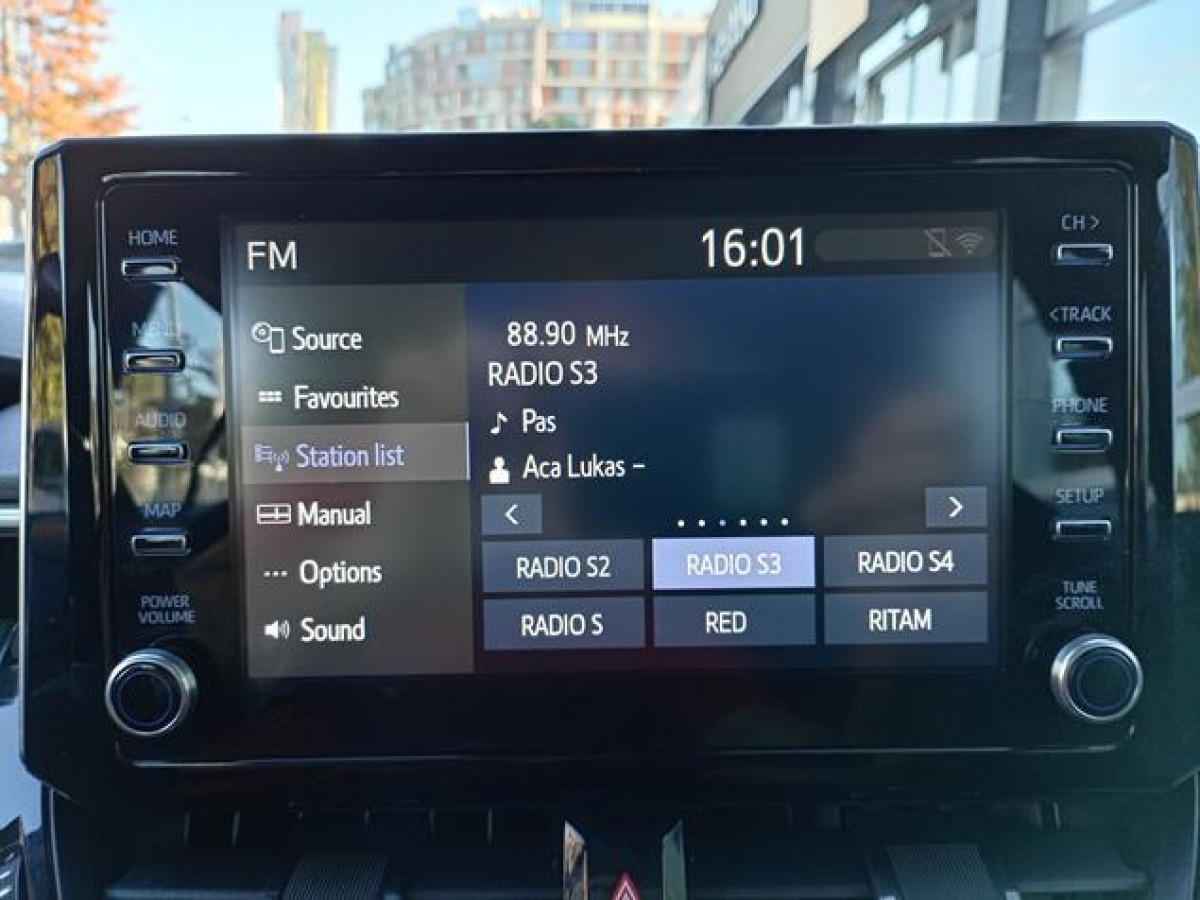 HOME
MENU
AUDIO
MAP
POWER
VOLUME
FM
16:01
Source
Favourites
Station list
Manual
Options
Sound
88.90 MHz
RADIO S3
Pas
Aca Lukas –
<
>
RADIO S2
RADIO S3
RADIO S4
RADIO S
RED
RITAM
CH >
< TRACK
PHONE
SETUP
TUNE
SCROLL